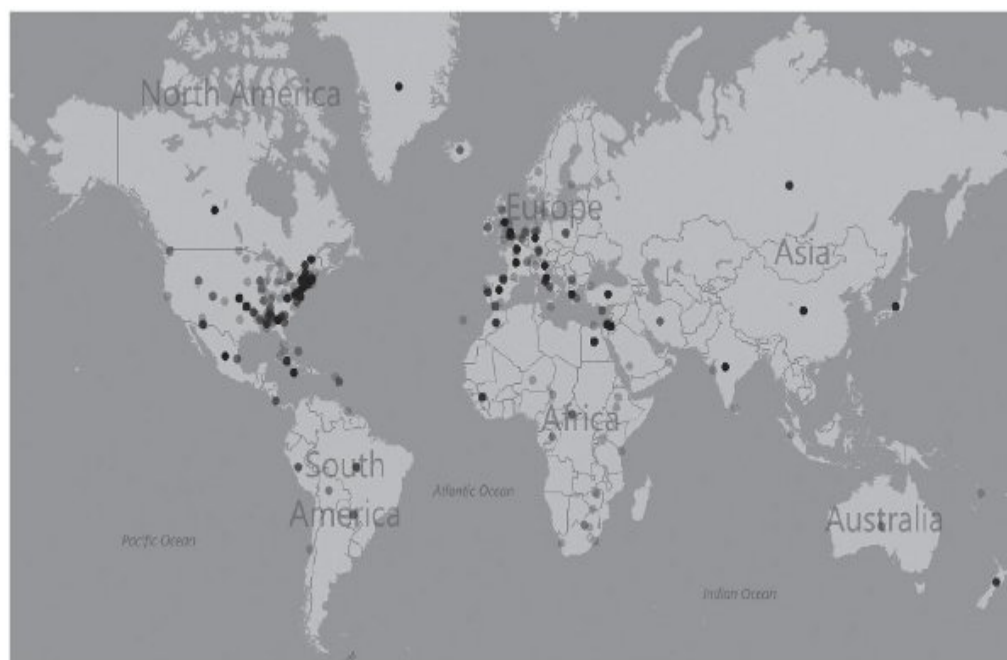 North America
Europe
Asia
Africa
South
America
Atlantic Ocean
Australia
Pacific Ocean
Indian Ocean